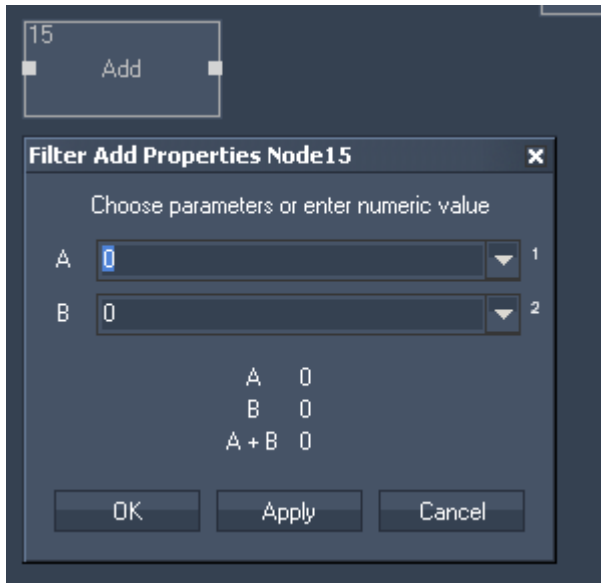 15
Add
Filter Add Properties Node15
Choose parameters or enter numeric value
A 0 1
B 0 2
A 0
B 0
A + B 0
OK Apply Cancel